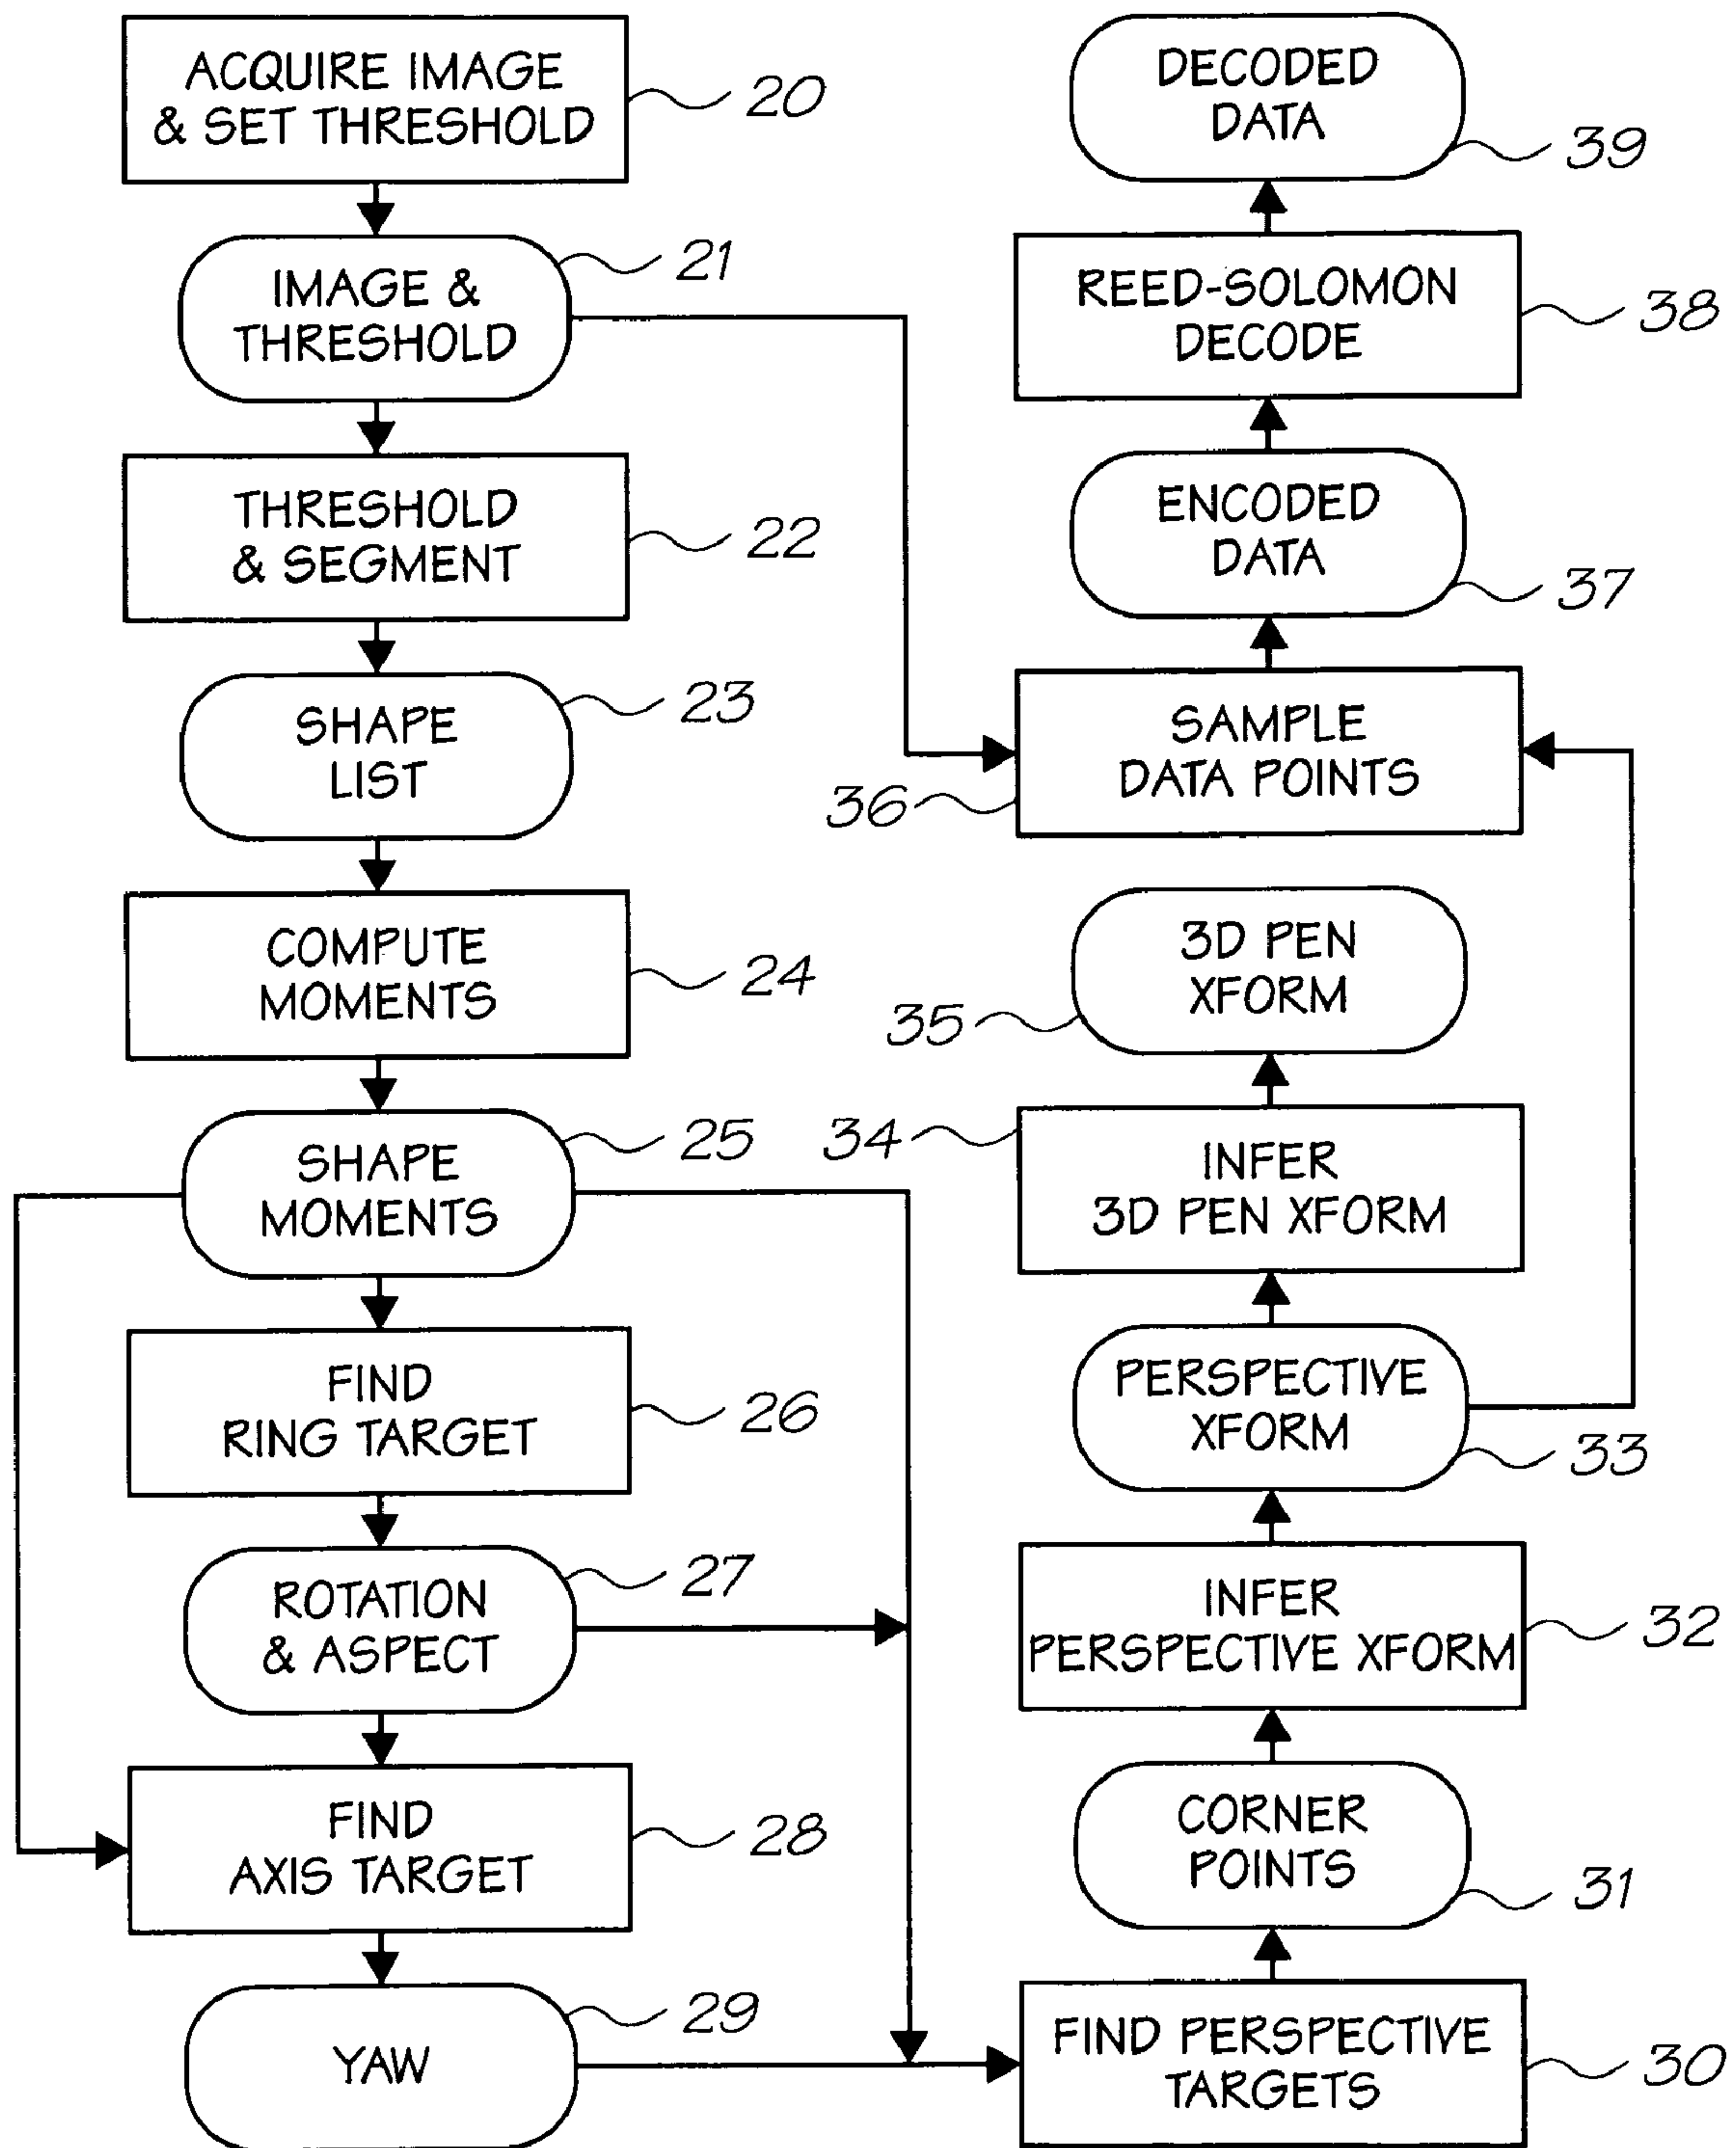 ACQUIRE IMAGE
& SET THRESHOLD
20
IMAGE &
THRESHOLD
21
THRESHOLD
& SEGMENT
22
SHAPE
LIST
23
COMPUTE
MOMENTS
24
SHAPE
MOMENTS
25
FIND
RING TARGET
26
ROTATION
& ASPECT
27
FIND
AXIS TARGET
28
YAW
29
DECODED
DATA
39
REED-SOLOMON
DECODE
38
ENCODED
DATA
37
SAMPLE
DATA POINTS
36
3D PEN
XFORM
35
INFER
3D PEN XFORM
34
PERSPECTIVE
XFORM
33
INFER
PERSPECTIVE XFORM
32
CORNER
POINTS
31
FIND PERSPECTIVE
TARGETS
30